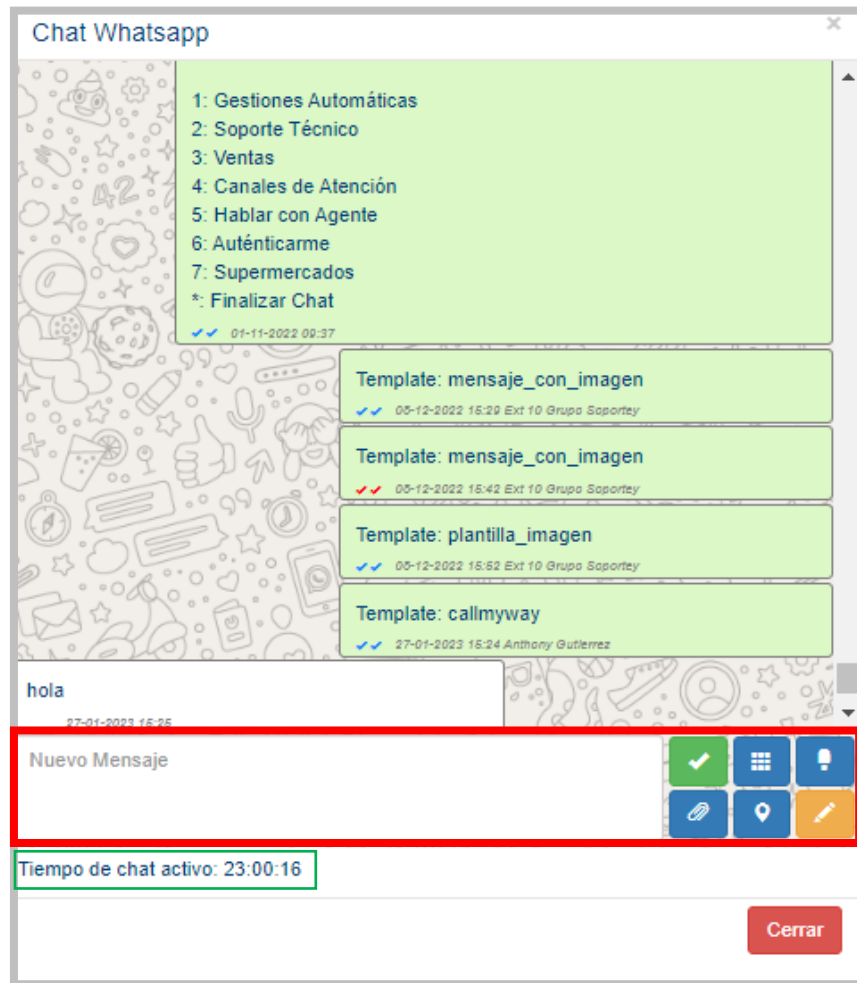 Chat Whatsapp
×
1: Gestiones Automáticas
2: Soporte Técnico
3: Ventas
4: Canales de Atención
5: Hablar con Agente
6: Auténticarme
7: Supermercados
*: Finalizar Chat
01-11-2022 09:37
Template: mensaje_con_imagen
05-12-2022 15:29 Ext 10 Grupo Soportey
Template: mensaje_con_imagen
05-12-2022 15:42 Ext 10 Grupo Soportey
Template: plantilla_imagen
05-12-2022 15:52 Ext 10 Grupo Soportey
Template: callmyway
27-01-2023 15:24 Anthony Gutierrez
hola
27-01-2023 15:25
Nuevo Mensaje
Tiempo de chat activo: 23:00:16
Cerrar